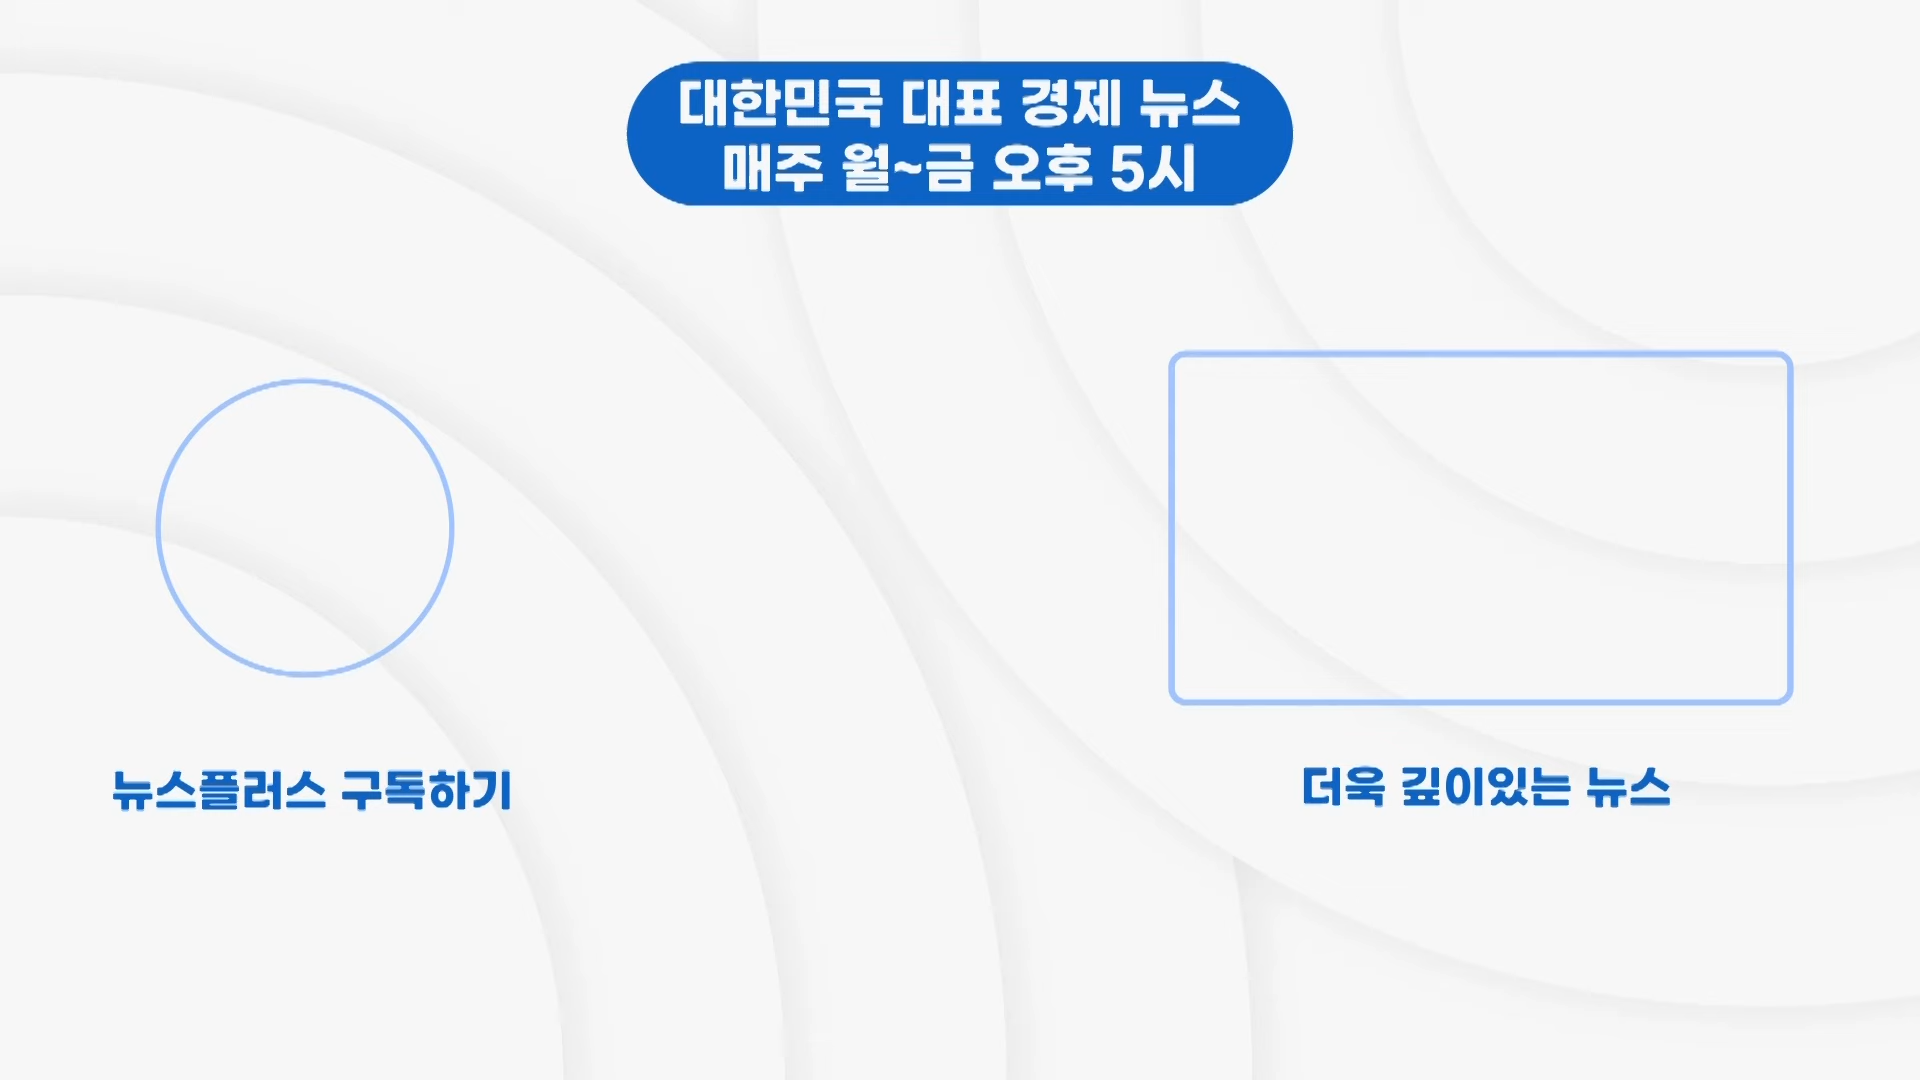 대한민국 대표 경제 뉴스
매주 월~금 오후 5시
뉴스플러스 구독하기
더욱 깊이있는 뉴스